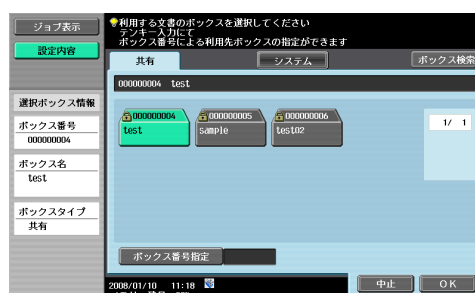 ジョブ表示
設定内容
選択ボックス情報
ボックス番号
000000004
ボックス名
test
ボックスタイプ
共有
利用する文書のボックスを選択してください
テンキー入力にて
ボックス番号による利用先ボックスの指定ができます
共有
システム
ボックス検索
000000004 test
000000004
test
000000005
sample
000000006
test02
1/ 1
ボックス番号指定
2008/01/10 11:18
中止
OK